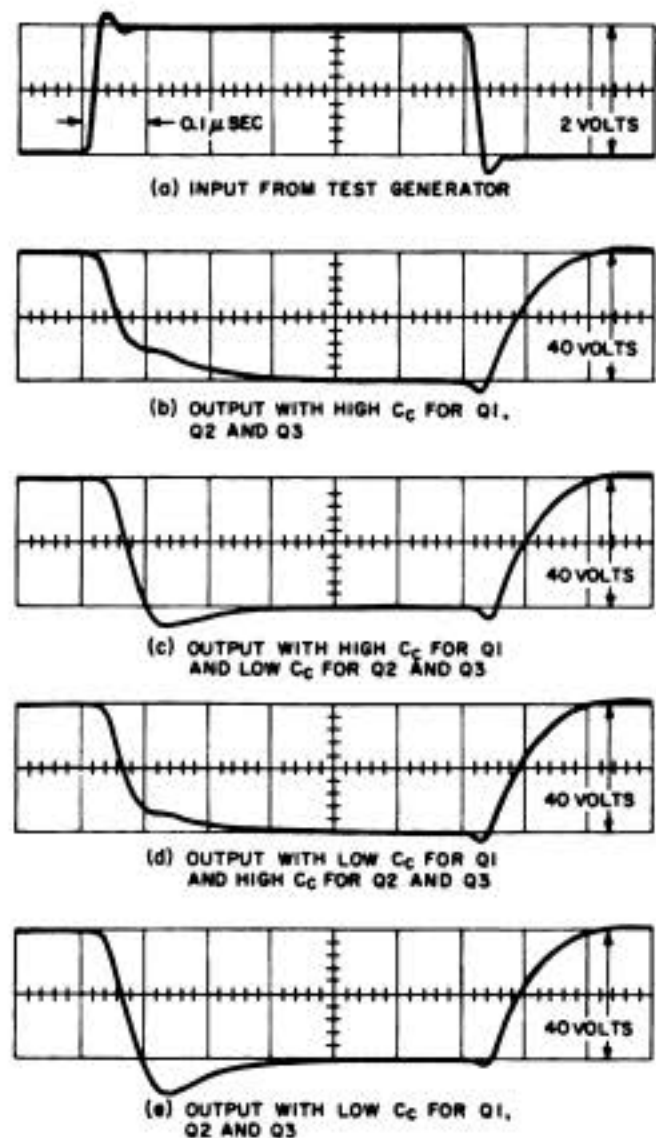 0.1 μ SEC
2 VOLTS
(a) INPUT FROM TEST GENERATOR
40 VOLTS
(b) OUTPUT WITH HIGH Cc FOR Q1,
Q2 AND Q3
40 VOLTS
(c) OUTPUT WITH HIGH Cc FOR Q1
AND LOW Cc FOR Q2 AND Q3
40 VOLTS
(d) OUTPUT WITH LOW Cc FOR Q1
AND HIGH Cc FOR Q2 AND Q3
40 VOLTS
(e) OUTPUT WITH LOW Cc FOR Q1,
Q2 AND Q3